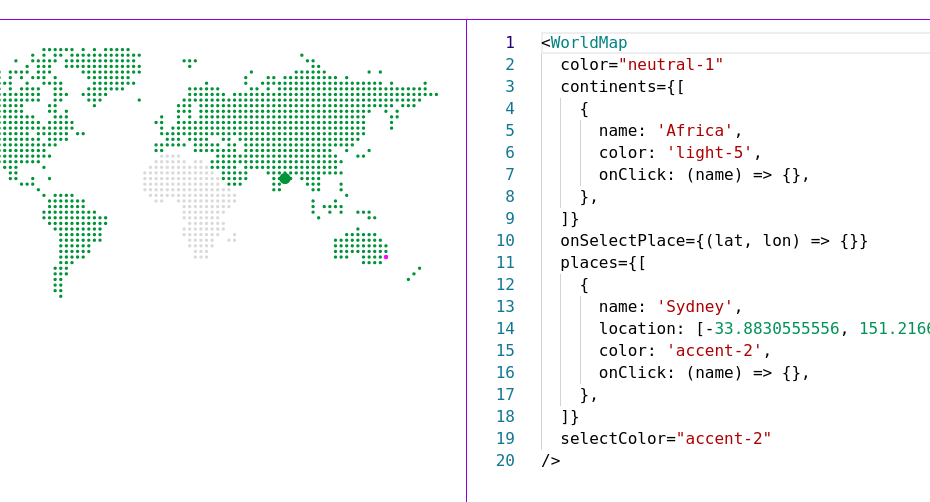 1 <WorldMap
2 color="neutral-1"
3 continents={[
4 {
5 name: 'Africa',
6 color: 'light-5',
7 onClick: (name) => {},
8 },
9 ]}
10 onSelectPlace={(lat, lon) => {}}
11 places={[
12 {
13 name: 'Sydney',
14 location: [-33.8830555556, 151.2166
15 color: 'accent-2',
16 onClick: (name) => {},
17 },
18 ]}
19 selectColor="accent-2"
20 />